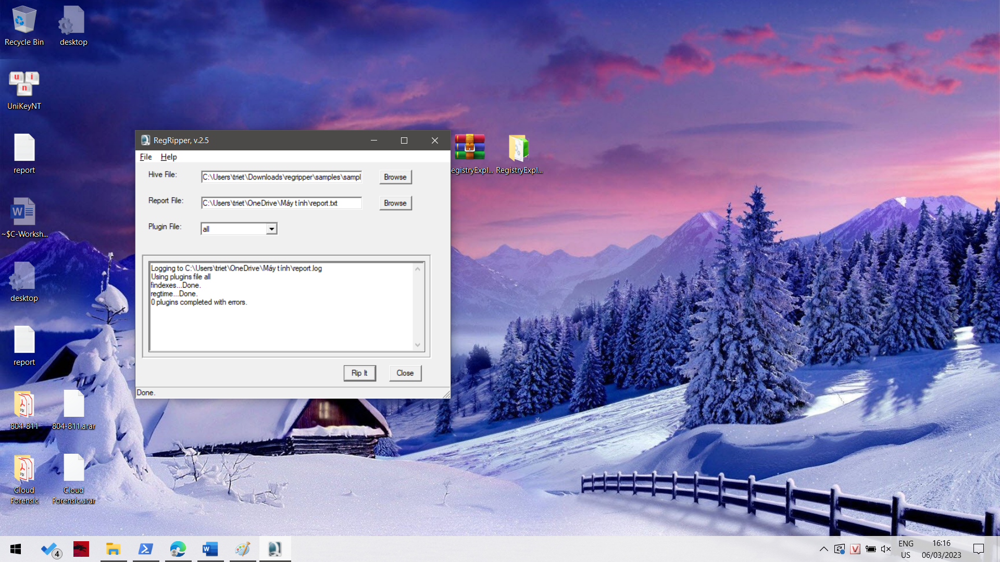 Recycle Bin
desktop
UniKeyNT
report
~$C-Worksh...
desktop
report
804-811
804-811.arar
Cloud
Forensic
Cloud
Forensic.arar
egistryExpl...
RegistryExpl...
RegRipper, v.2.5
File Help
Hive File:
C:\Users\triet\Downloads\regripper\samples\sampl
Browse
Report File:
C:\Users\triet\OneDrive\Máy tính\report.txt
Browse
Plugin File:
all
Logging to C:\Users\triet\OneDrive\Máy tính\report.log
Using plugins file all
findexes...Done.
regtime...Done.
0 plugins completed with errors.
Rip It
Close
Done.
4
ENG
US
16:16
06/03/2023